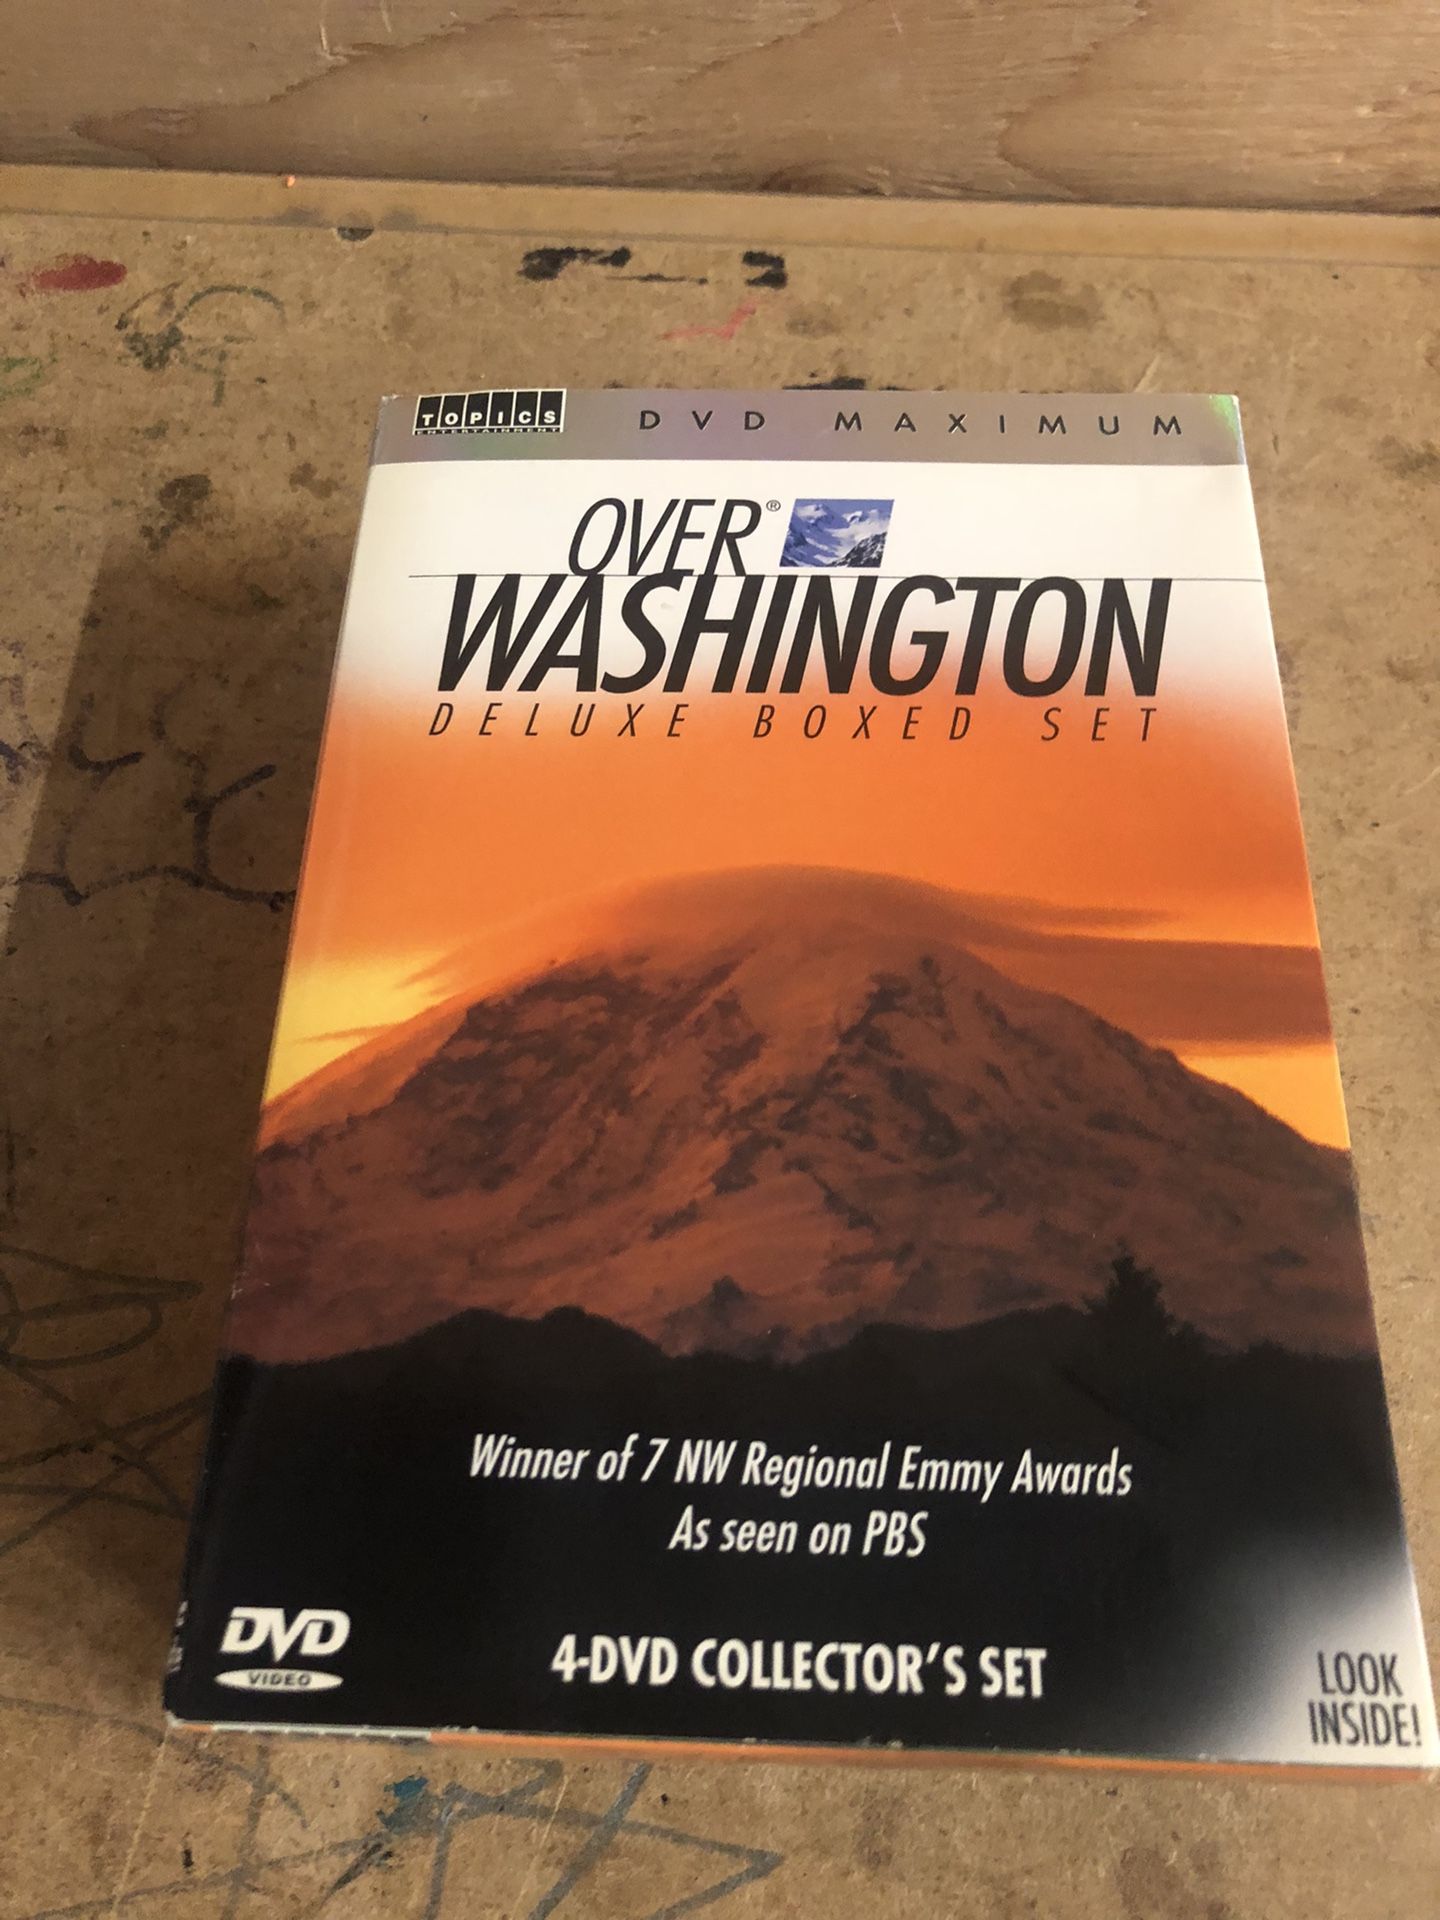 TOPICS
ENTERTAINMENT
DVD MAXIMUM
OVER®
WASHINGTON
DELUXE BOXED SET
Winner of 7 NW Regional Emmy Awards
As seen on PBS
DVD
VIDEO
4-DVD COLLECTOR'S SET
LOOK
INSIDE!